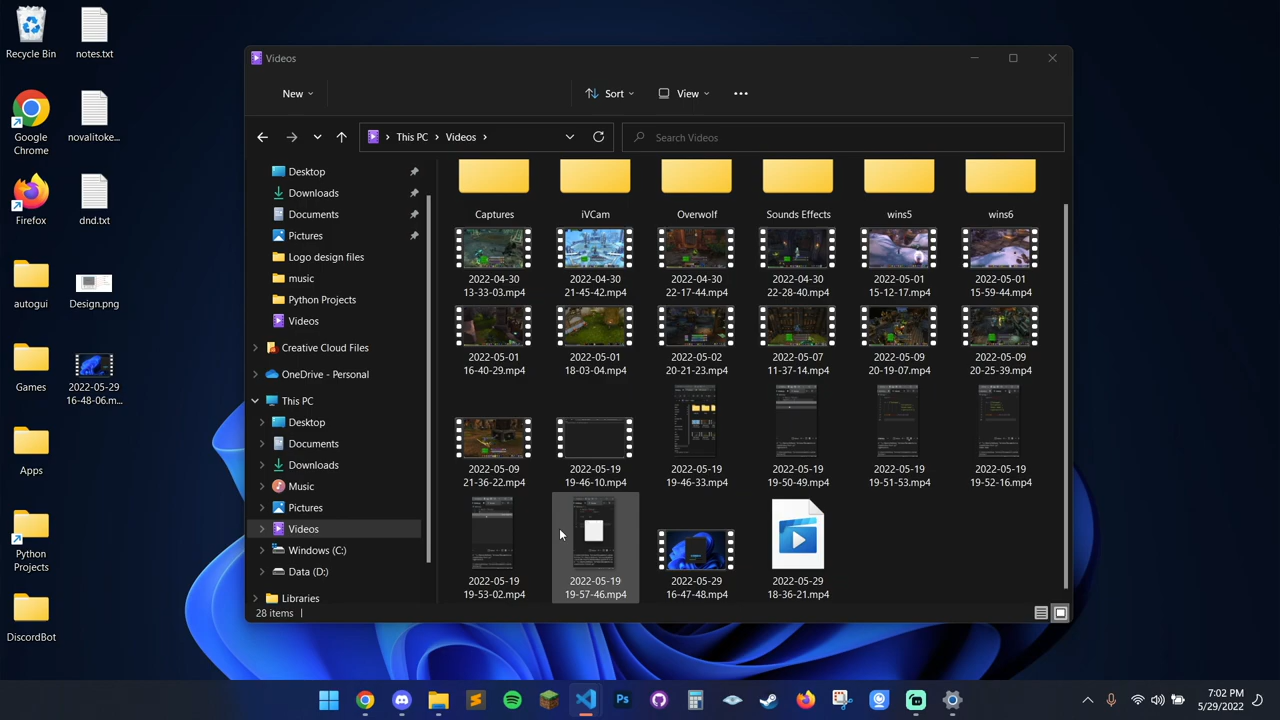 Recycle Bin
notes.txt
Google
Chrome
novalitoke...
Firefox
dnd.txt
autogui
Design.png
Games
2022-05-29
16-48-06.m...
Apps
Python
Projects
DiscordBot
Videos
New
Sort
View
This PC
Videos
Search Videos
Desktop
Downloads
Documents
Pictures
Logo design files
music
Python Projects
Videos
Creative Cloud Files
OneDrive - Personal
This PC
Desktop
Documents
Downloads
Music
Pictures
Videos
Windows (C:)
Data (D:)
Libraries
Captures
iVCam
Overwolf
Sounds Effects
wins5
wins6
2022-04-30
13-33-03.mp4
2022-04-30
21-45-42.mp4
2022-04-30
22-17-44.mp4
2022-04-30
22-28-40.mp4
2022-05-01
15-12-17.mp4
2022-05-01
15-59-44.mp4
2022-05-01
16-40-29.mp4
2022-05-01
18-03-04.mp4
2022-05-02
20-21-23.mp4
2022-05-07
11-37-14.mp4
2022-05-09
20-19-07.mp4
2022-05-09
20-25-39.mp4
2022-05-09
21-36-22.mp4
2022-05-19
19-46-10.mp4
2022-05-19
19-46-33.mp4
2022-05-19
19-50-49.mp4
2022-05-19
19-51-53.mp4
2022-05-19
19-52-16.mp4
2022-05-19
19-53-02.mp4
2022-05-19
19-57-46.mp4
2022-05-29
16-47-48.mp4
2022-05-29
18-36-21.mp4
28 items
Ps
7:02 PM
5/29/2022